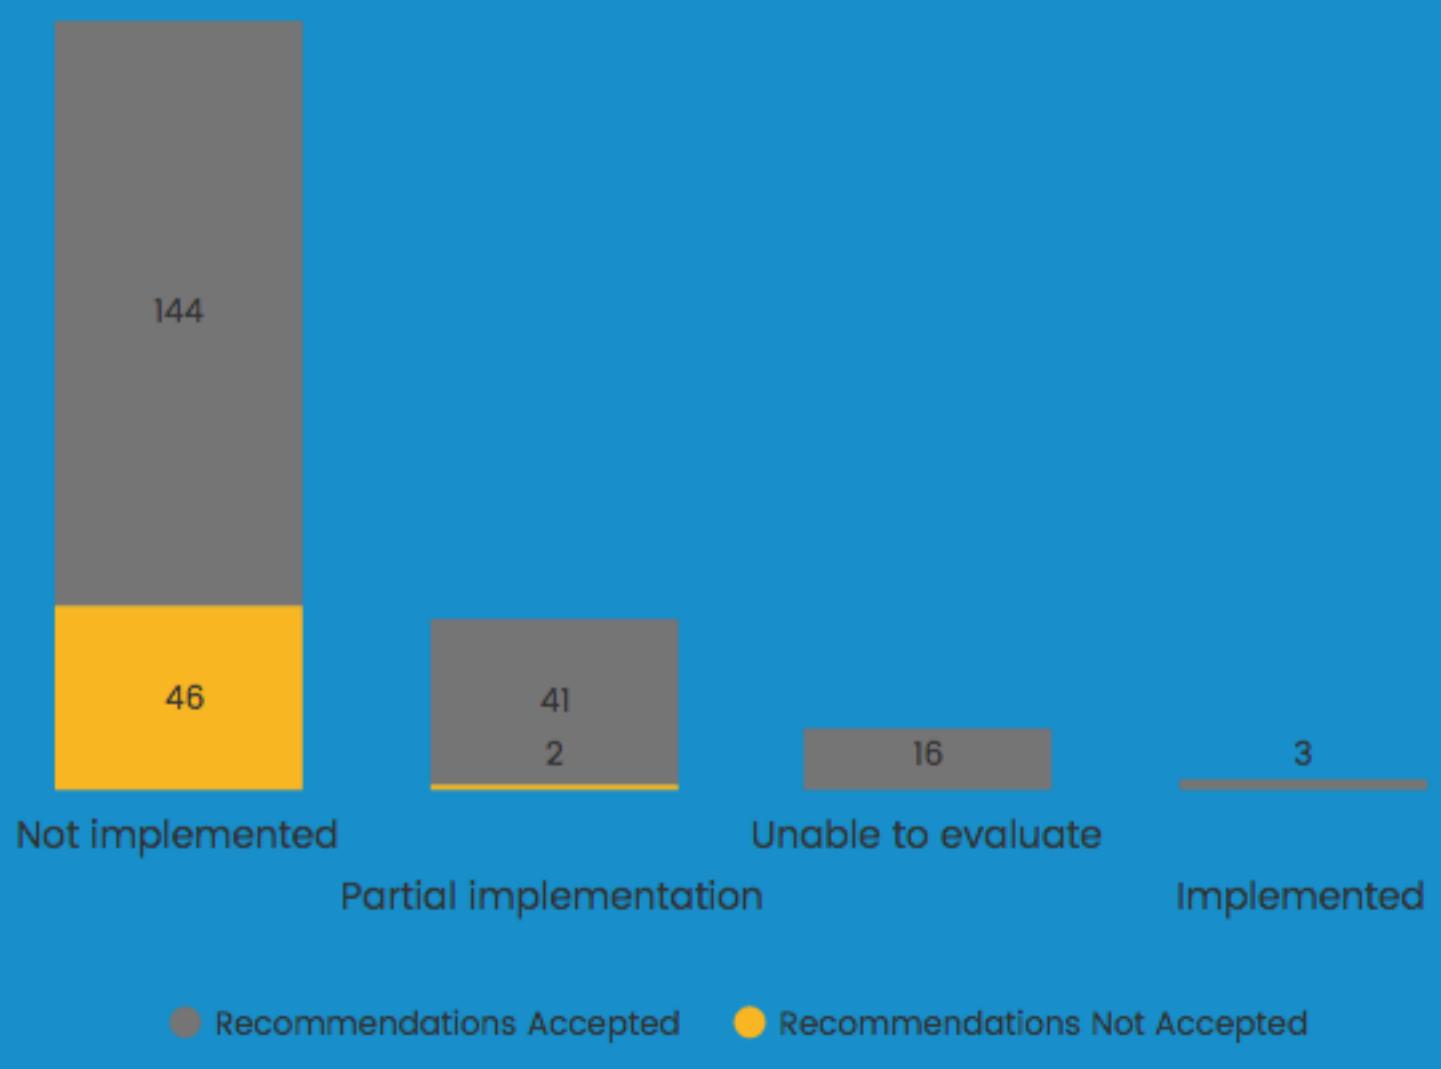 144
46
41
2
16
3
Not implemented
Partial implementation
Unable to evaluate
Implemented
Recommendations Accepted
Recommendations Not Accepted